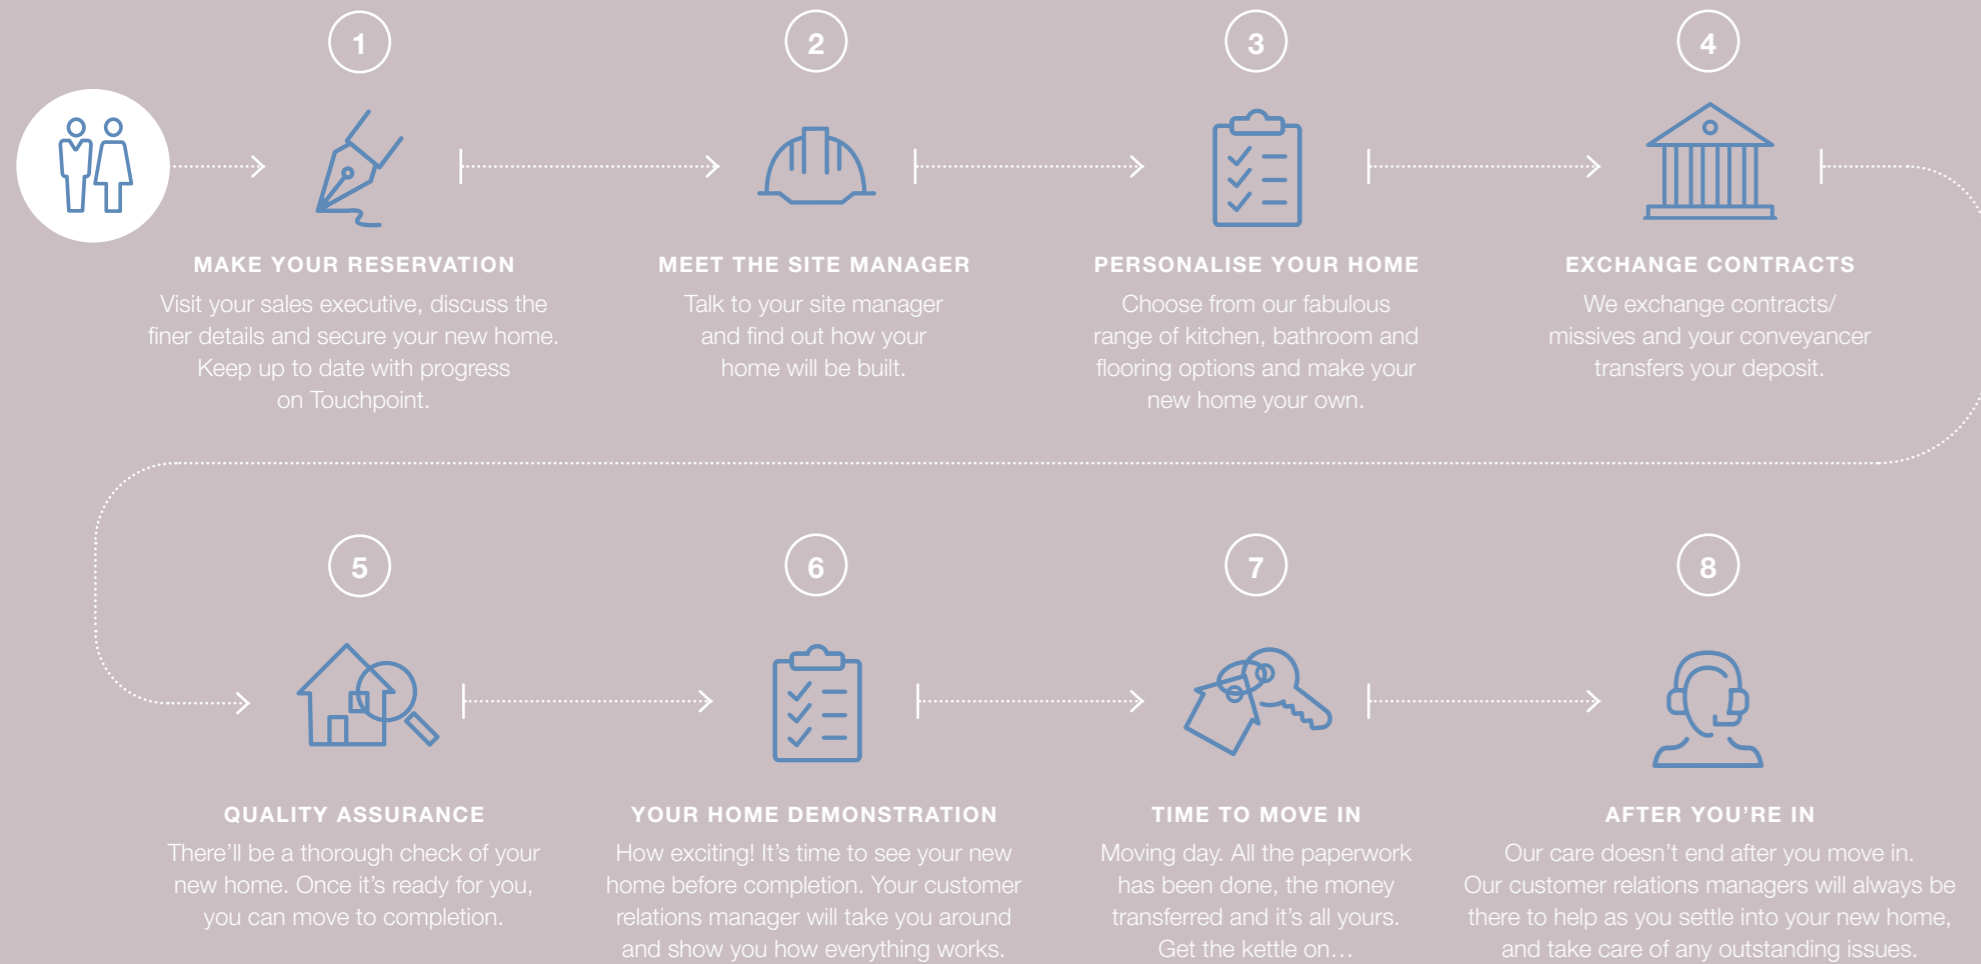 1
MAKE YOUR RESERVATION
Visit your sales executive, discuss the
finer details and secure your new home.
Keep up to date with progress
on Touchpoint.
2
MEET THE SITE MANAGER
Talk to your site manager
and find out how your
home will be built.
3
PERSONALISE YOUR HOME
Choose from our fabulous
range of kitchen, bathroom and
flooring options and make your
new home your own.
4
EXCHANGE CONTRACTS
We exchange contracts/
missives and your conveyancer
transfers your deposit.
5
QUALITY ASSURANCE
There’ll be a thorough check of your
new home. Once it’s ready for you,
you can move to completion.
6
YOUR HOME DEMONSTRATION
How exciting! It’s time to see your new
home before completion. Your customer
relations manager will take you around
and show you how everything works.
7
TIME TO MOVE IN
Moving day. All the paperwork
has been done, the money
transferred and it’s all yours.
Get the kettle on…
8
AFTER YOU’RE IN
Our care doesn’t end after you move in.
Our customer relations managers will always be
there to help as you settle into your new home,
and take care of any outstanding issues.